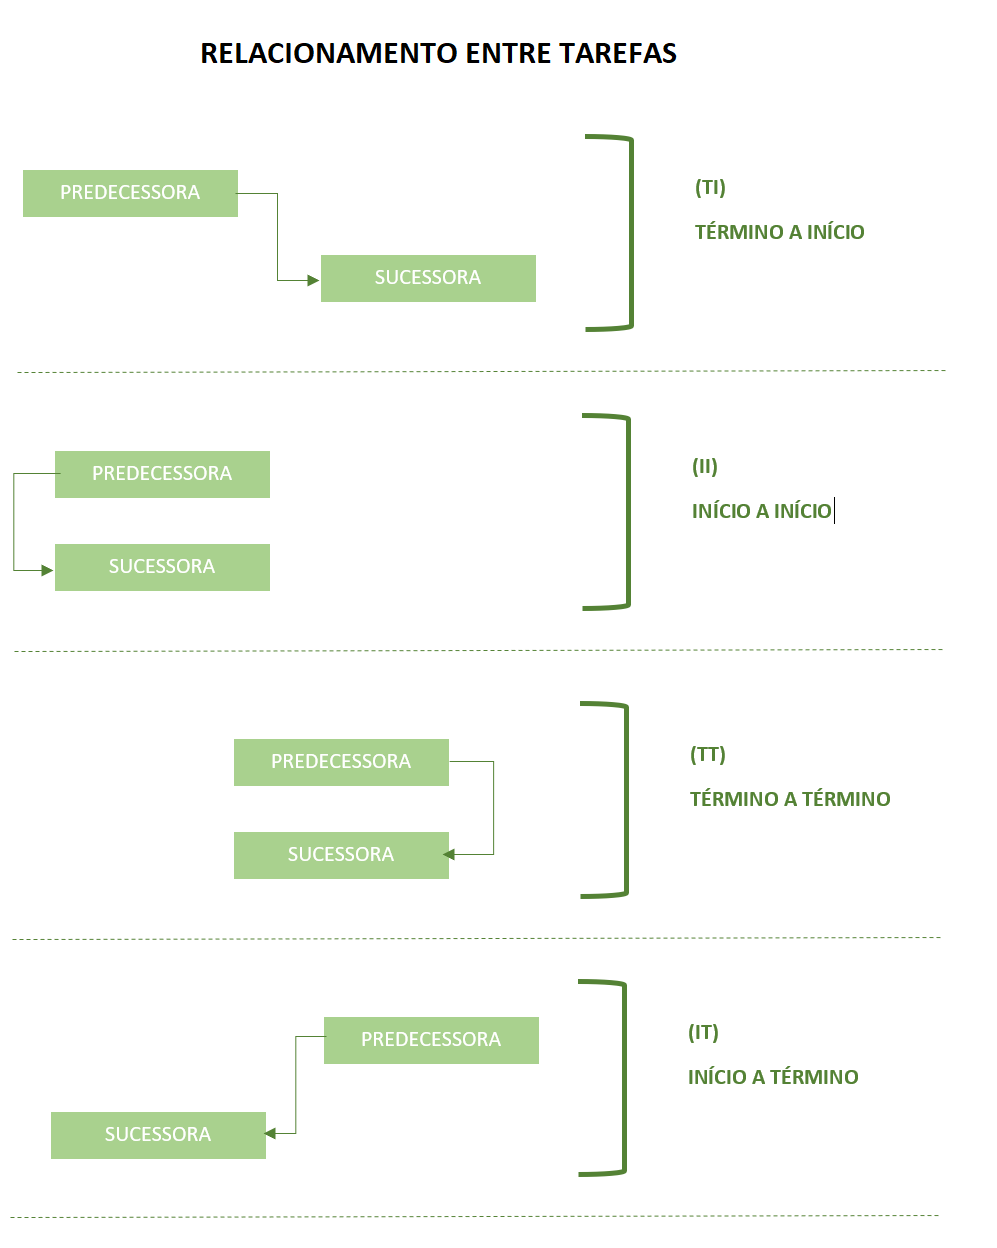 RELACIONAMENTO ENTRE TAREFAS
PREDECESSORA
SUCESSORA
(TI)
TÉRMINO A INÍCIO
PREDECESSORA
SUCESSORA
(II)
INÍCIO A INÍCIO
PREDECESSORA
SUCESSORA
(TT)
TÉRMINO A TÉRMINO
PREDECESSORA
SUCESSORA
(IT)
INÍCIO A TÉRMINO